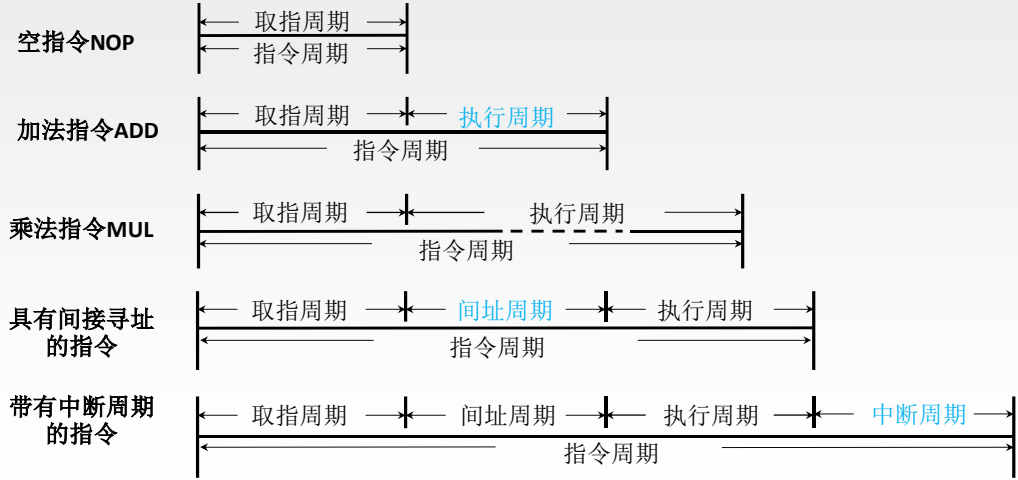 空指令NOP
取指周期
指令周期
加法指令ADD
取指周期 执行周期
指令周期
乘法指令MUL
取指周期 执行周期
指令周期
具有间接寻址
的指令
取指周期 间址周期 执行周期
指令周期
带有中断周期
的指令
取指周期 间址周期 执行周期 中断周期
指令周期